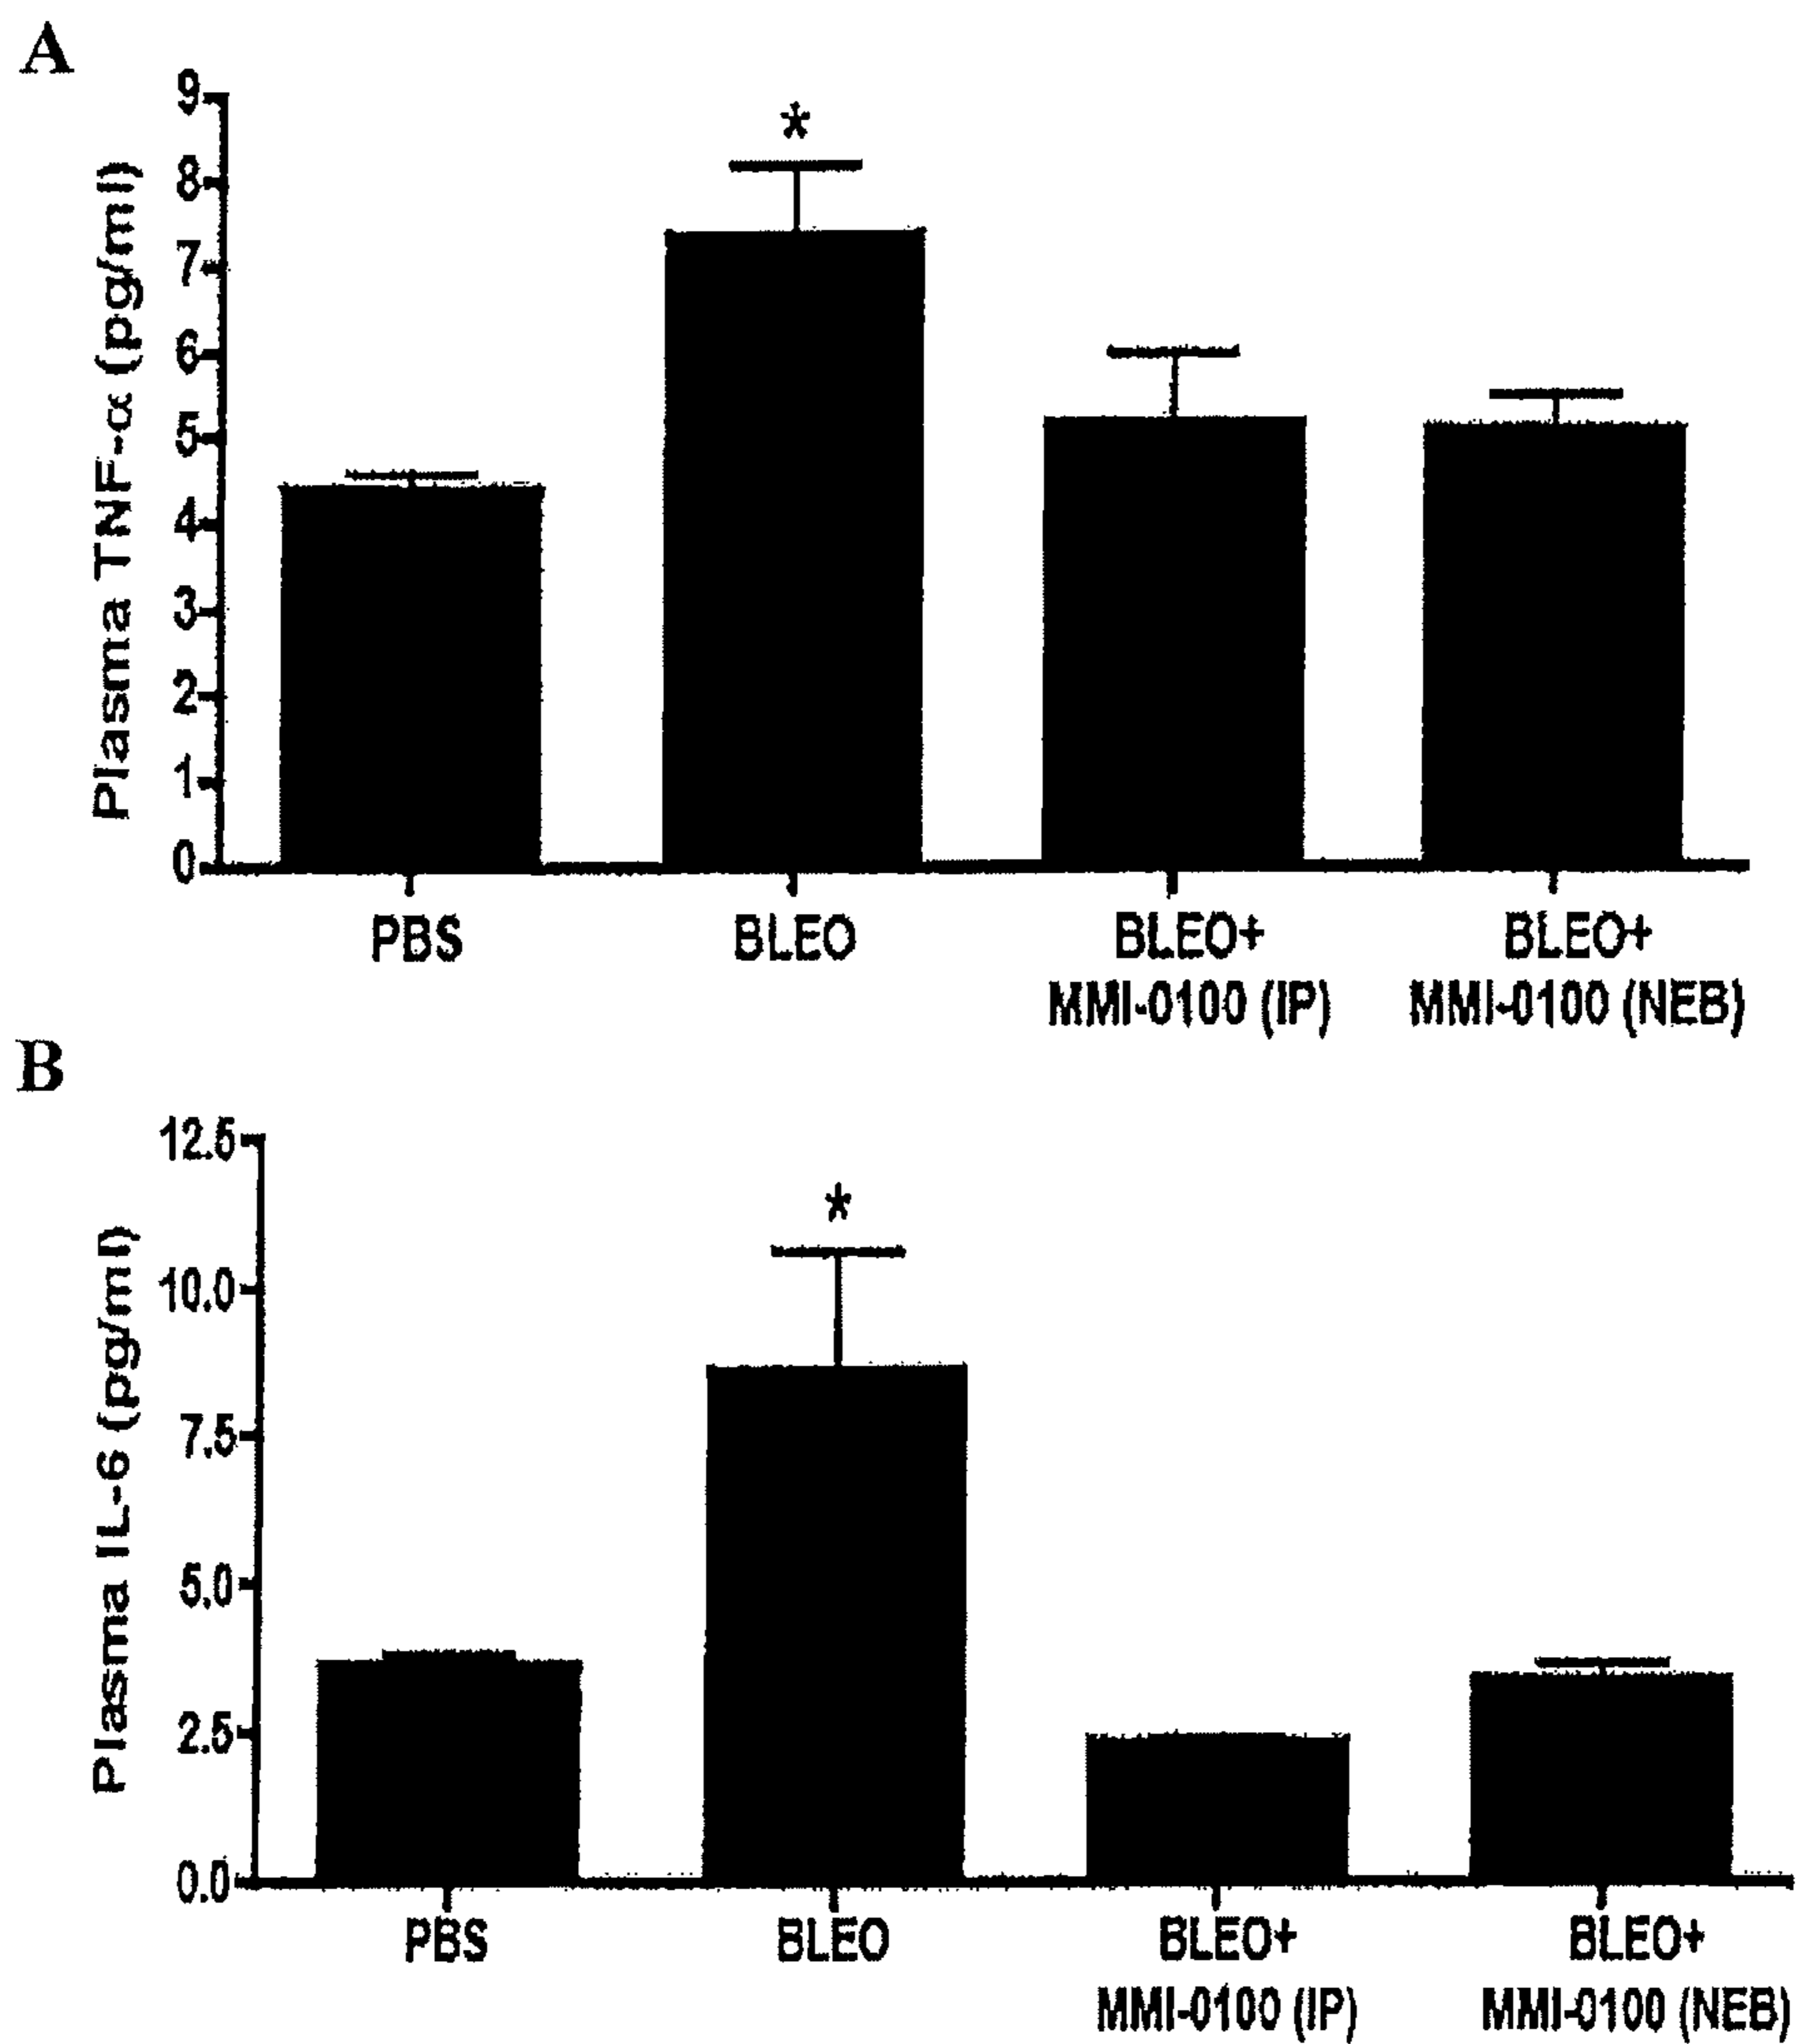 A
Plasma TNF-α (pg/ml)
9
8
7
6
5
4
3
2
1
0
*
PBS
BLEO
BLEO+
MMI-0100 (IP)
BLEO+
MMI-0100 (NEB)
B
Plasma IL-6 (pg/ml)
12.5
10.0
7.5
5.0
2.5
0.0
*
PBS
BLEO
BLEO+
MMI-0100 (IP)
BLEO+
MMI-0100 (NEB)